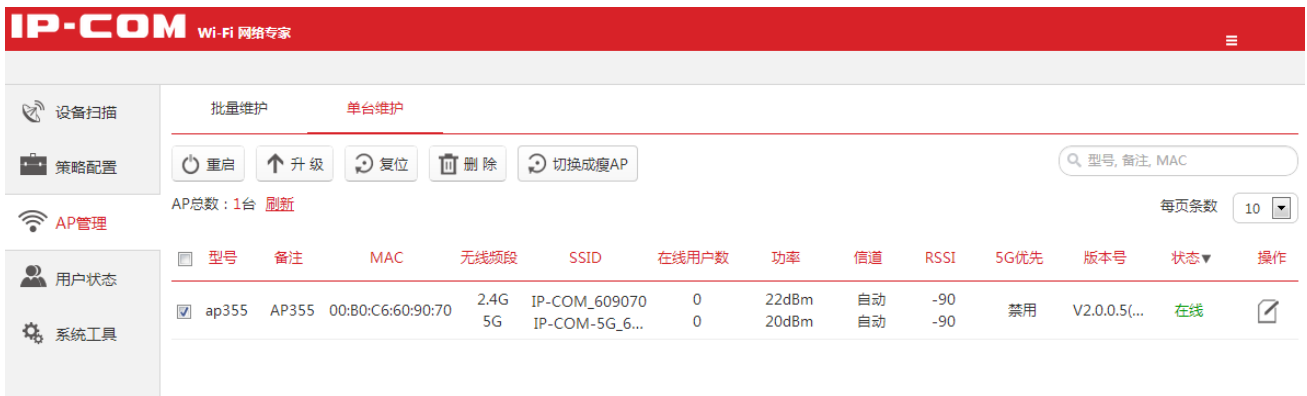 IP-COM Wi-Fi 网络专家
设备扫描
策略配置
AP管理
用户状态
系统工具
批量维护 单台维护
重启 升 级 复位 删 除 切换成瘦AP 型号, 备注, MAC
AP总数：1台 刷新 每页条数 10
型号 备注 MAC 无线频段 SSID 在线用户数 功率 信道 RSSI 5G优先 版本号 状态▼ 操作
ap355 AP355 00:B0:C6:60:90:70 2.4G IP-COM_609070 0 22dBm 自动 -90 禁用 V2.0.0.5(... 在线
5G IP-COM-5G_6... 0 20dBm 自动 -90